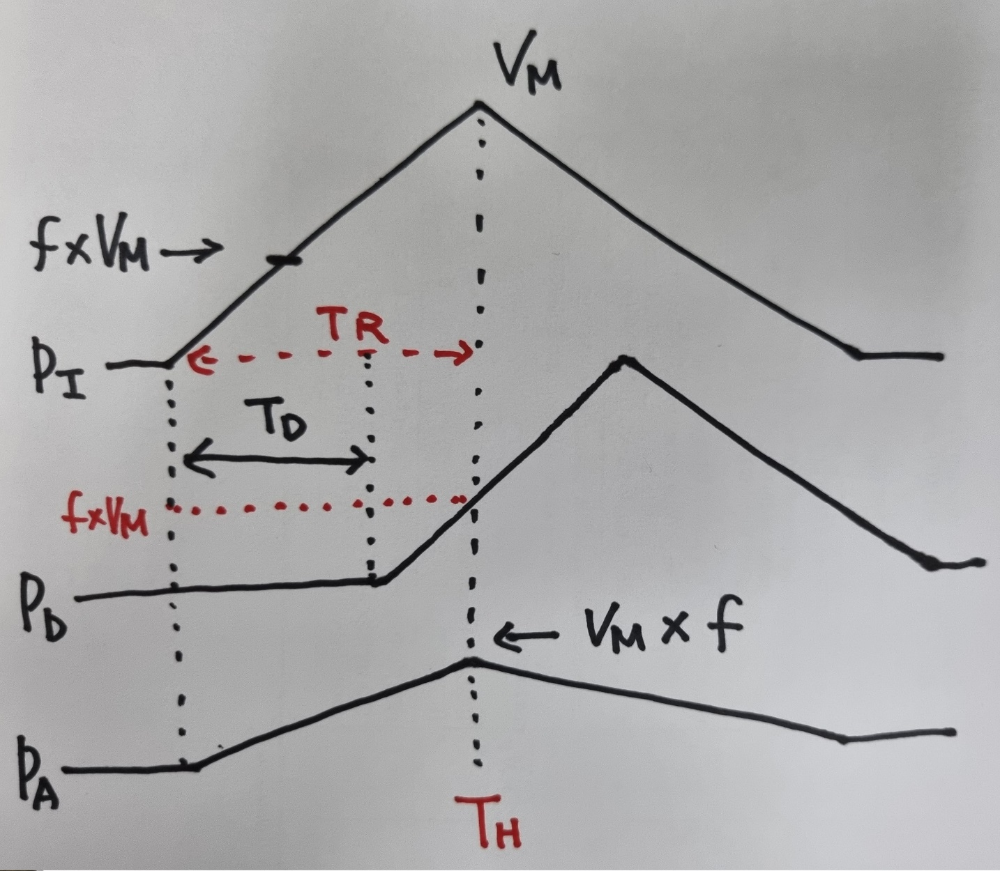 VM
f×VM →
TR
PI
TD
f×VM
PD
← VM × f
PA
TH